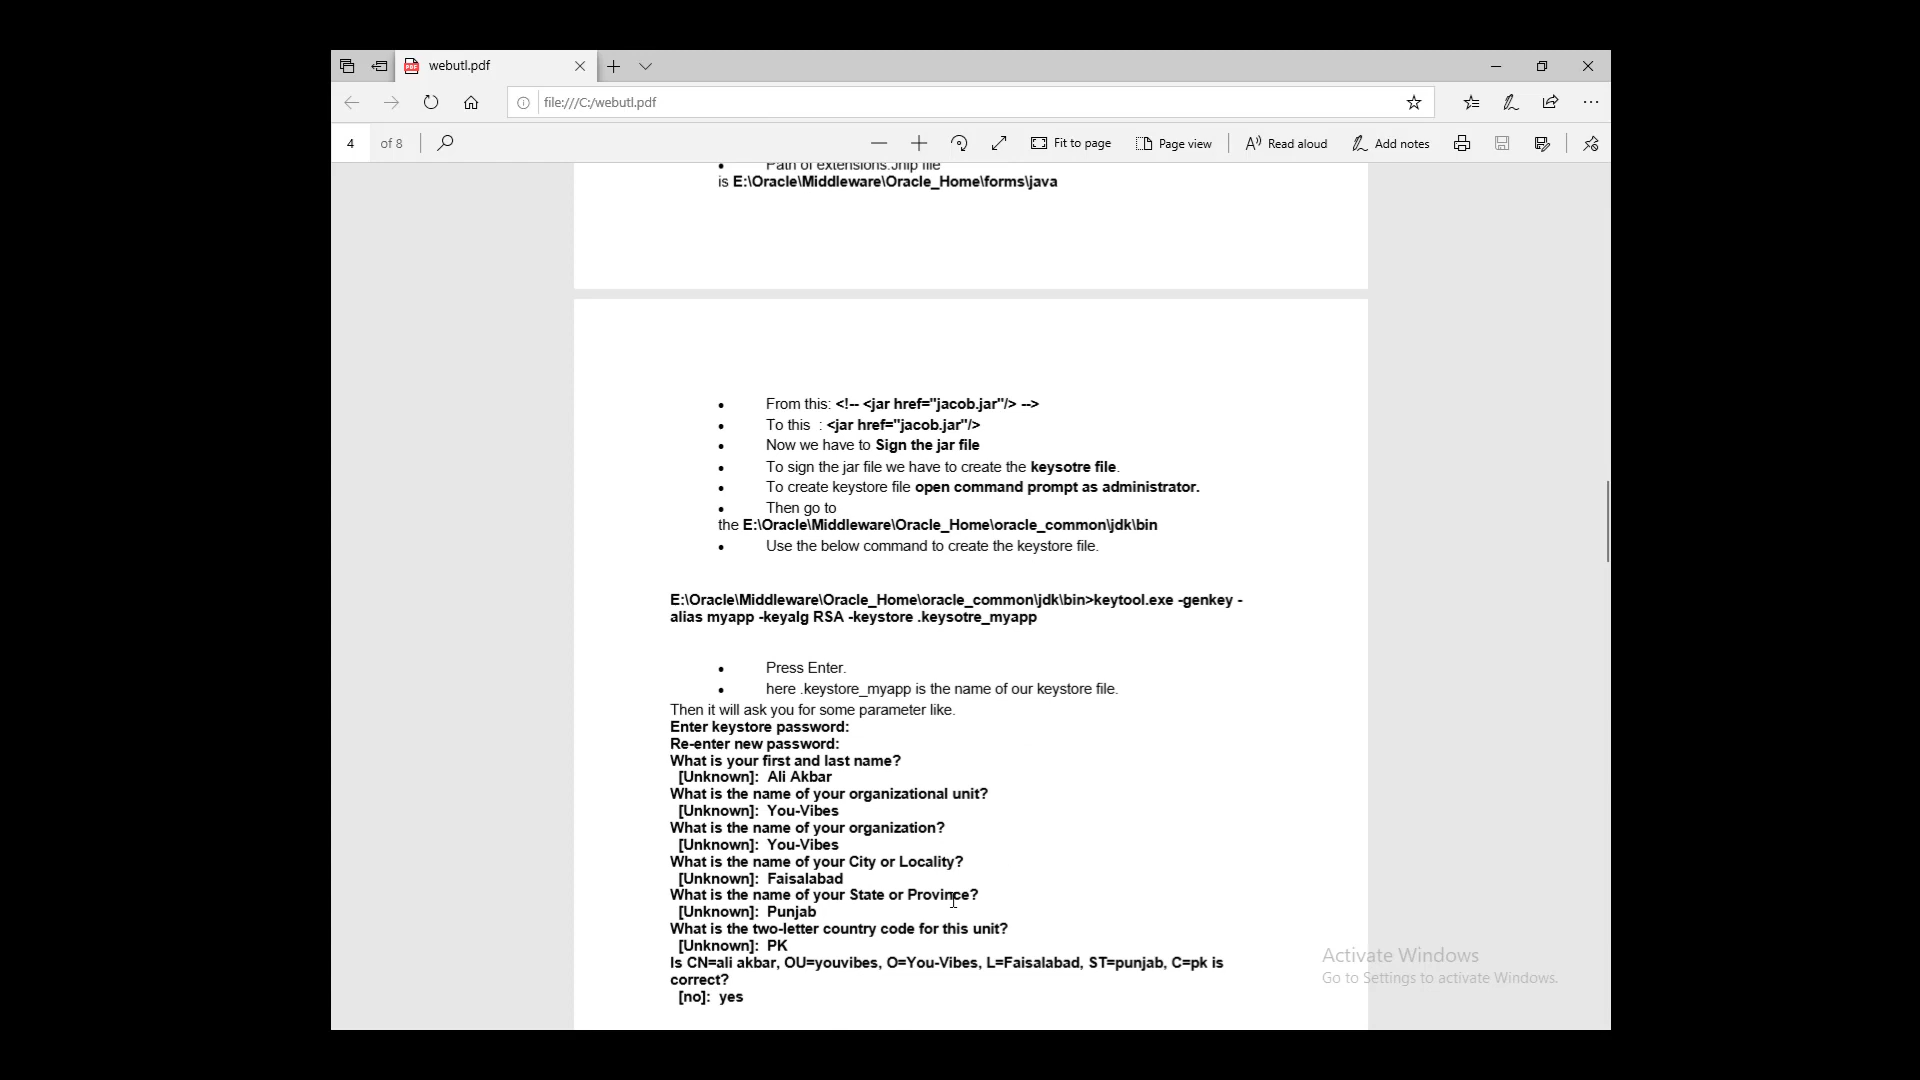 webutl.pdf
file:///C:/webutl.pdf
4 of 8 Fit to page Page view Read aloud Add notes
• Path of extensions.Jnlp file
is E:\Oracle\Middleware\Oracle_Home\forms\java
• From this: <!-- <jar href="jacob.jar"/> -->
• To this : <jar href="jacob.jar"/>
• Now we have to Sign the jar file
• To sign the jar file we have to create the keysotre file.
• To create keystore file open command prompt as administrator.
• Then go to
the E:\Oracle\Middleware\Oracle_Home\oracle_common\jdk\bin
• Use the below command to create the keystore file.
E:\Oracle\Middleware\Oracle_Home\oracle_common\jdk\bin>keytool.exe -genkey -
alias myapp -keyalg RSA -keystore .keysotre_myapp
• Press Enter.
• here .keystore_myapp is the name of our keystore file.
Then it will ask you for some parameter like.
Enter keystore password:
Re-enter new password:
What is your first and last name?
[Unknown]: Ali Akbar
What is the name of your organizational unit?
[Unknown]: You-Vibes
What is the name of your organization?
[Unknown]: You-Vibes
What is the name of your City or Locality?
[Unknown]: Faisalabad
What is the name of your State or Province?
[Unknown]: Punjab
What is the two-letter country code for this unit?
[Unknown]: PK
Is CN=ali akbar, OU=youvibes, O=You-Vibes, L=Faisalabad, ST=punjab, C=pk is
correct?
[no]: yes
Activate Windows
Go to Settings to activate Windows.